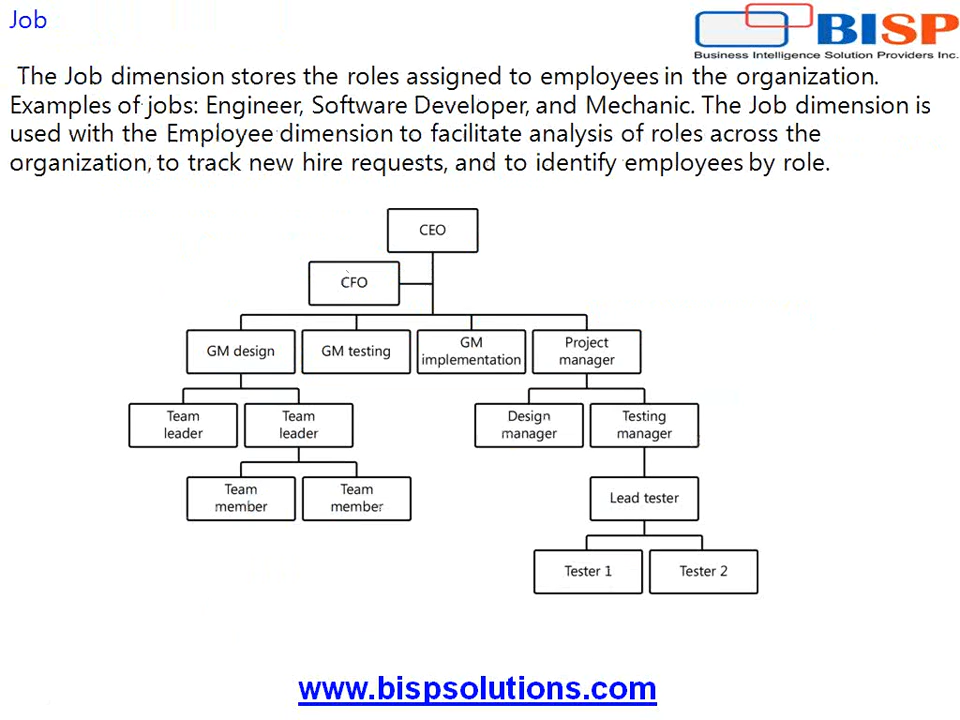 Job
BISP
Business Intelligence Solution Providers Inc.
The Job dimension stores the roles assigned to employees in the organization.
Examples of jobs: Engineer, Software Developer, and Mechanic. The Job dimension is
used with the Employee dimension to facilitate analysis of roles across the
organization, to track new hire requests, and to identify employees by role.
CEO
CFO
GM design
GM testing
GM
implementation
Project
manager
Team
leader
Team
leader
Design
manager
Testing
manager
Team
member
Team
member
Lead tester
Tester 1
Tester 2
www.bispsolutions.com